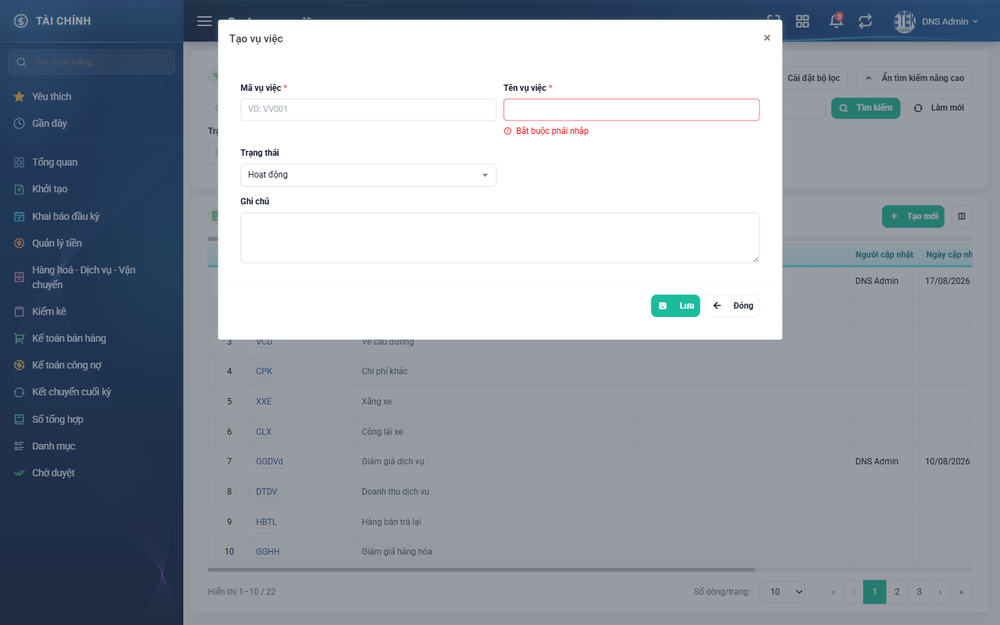 TÀI CHÍNH
Tìm chức năng...
Yêu thích
Gần đây
Tổng quan
Khởi tạo
Khai báo đầu kỳ
Quản lý tiền
Hàng hoá - Dịch vụ - Vận
chuyển
Kiểm kê
Kế toán bán hàng
Kế toán công nợ
Kết chuyển cuối kỳ
Sổ tổng hợp
Danh mục
Chờ duyệt
5
DNS Admin
Tạo vụ việc
×
Mã vụ việc *
Tên vụ việc *
VD: VV001
Bắt buộc phải nhập
Trạng thái
Hoạt động
Ghi chú
Lưu
Đóng
Cài đặt bộ lọc
Ẩn tìm kiếm nâng cao
Tìm kiếm
Làm mới
Tạo mới
Người cập nhật
Ngày cập nh
DNS Admin
17/08/2026
3
VCD
Vé cầu đường
4
CPK
Chi phí khác
5
XXE
Xăng xe
6
CLX
Công lái xe
7
GGDVd
Giảm giá dịch vụ
DNS Admin
10/08/2026
8
DTDV
Doanh thu dịch vu
9
HBTL
Hàng bán trả lại
10
GGHH
Giảm giá hàng hóa
Hiển thị 1–10 / 22
Số dòng/trang:
10
« ‹ 1 2 3 › »